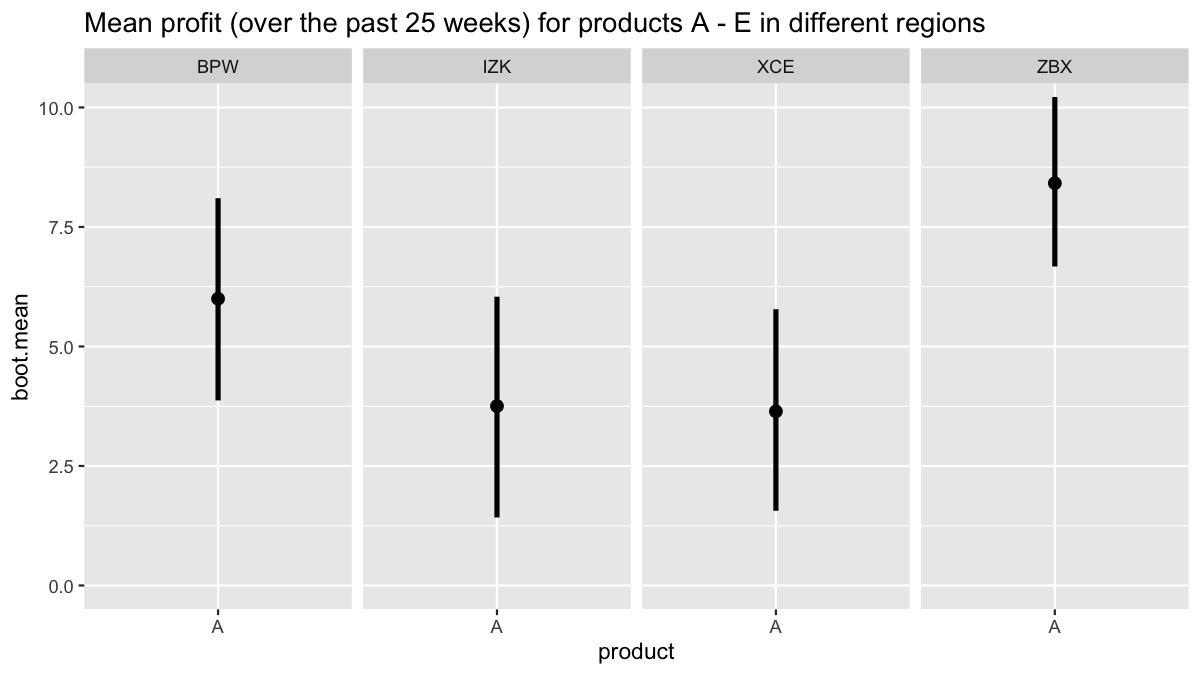 Mean profit (over the past 25 weeks) for products A - E in different regions
BPW IZK XCE ZBX
10.0
7.5
5.0
2.5
0.0
boot.mean
A A A A
product